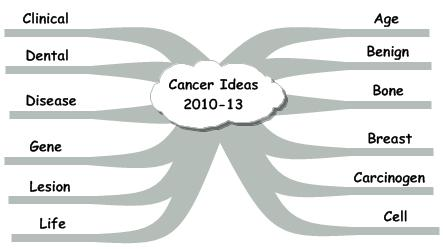 Clinical
Dental
Disease
Gene
Lesion
Life
Cancer Ideas
2010-13
Age
Benign
Bone
Breast
Carcinogen
Cell